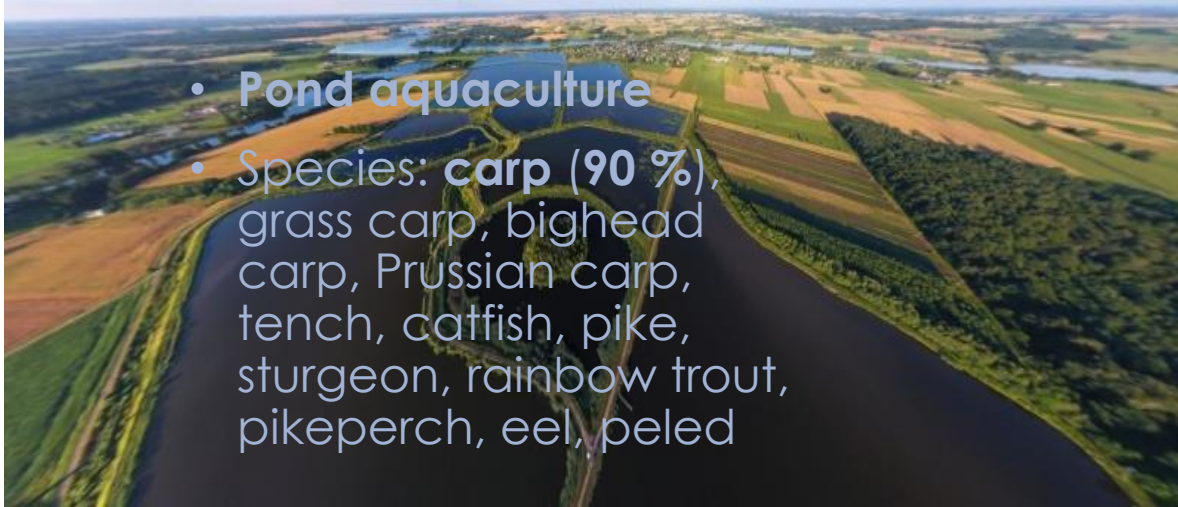 • Pond aquaculture
• Species: carp (90 %),
grass carp, bighead
carp, Prussian carp,
tench, catfish, pike,
sturgeon, rainbow trout,
pikeperch, eel, peled